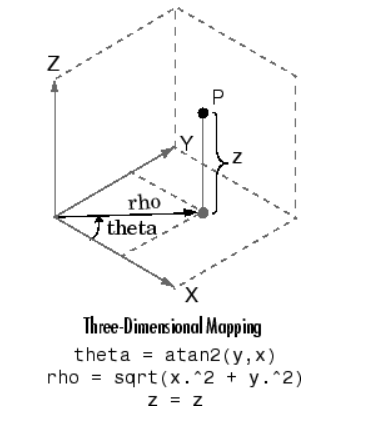 Z
P
Y
z
rho
theta
X
Three-Dimensional Mapping
theta = atan2(y,x)
rho = sqrt(x.^2 + y.^2)
z = z